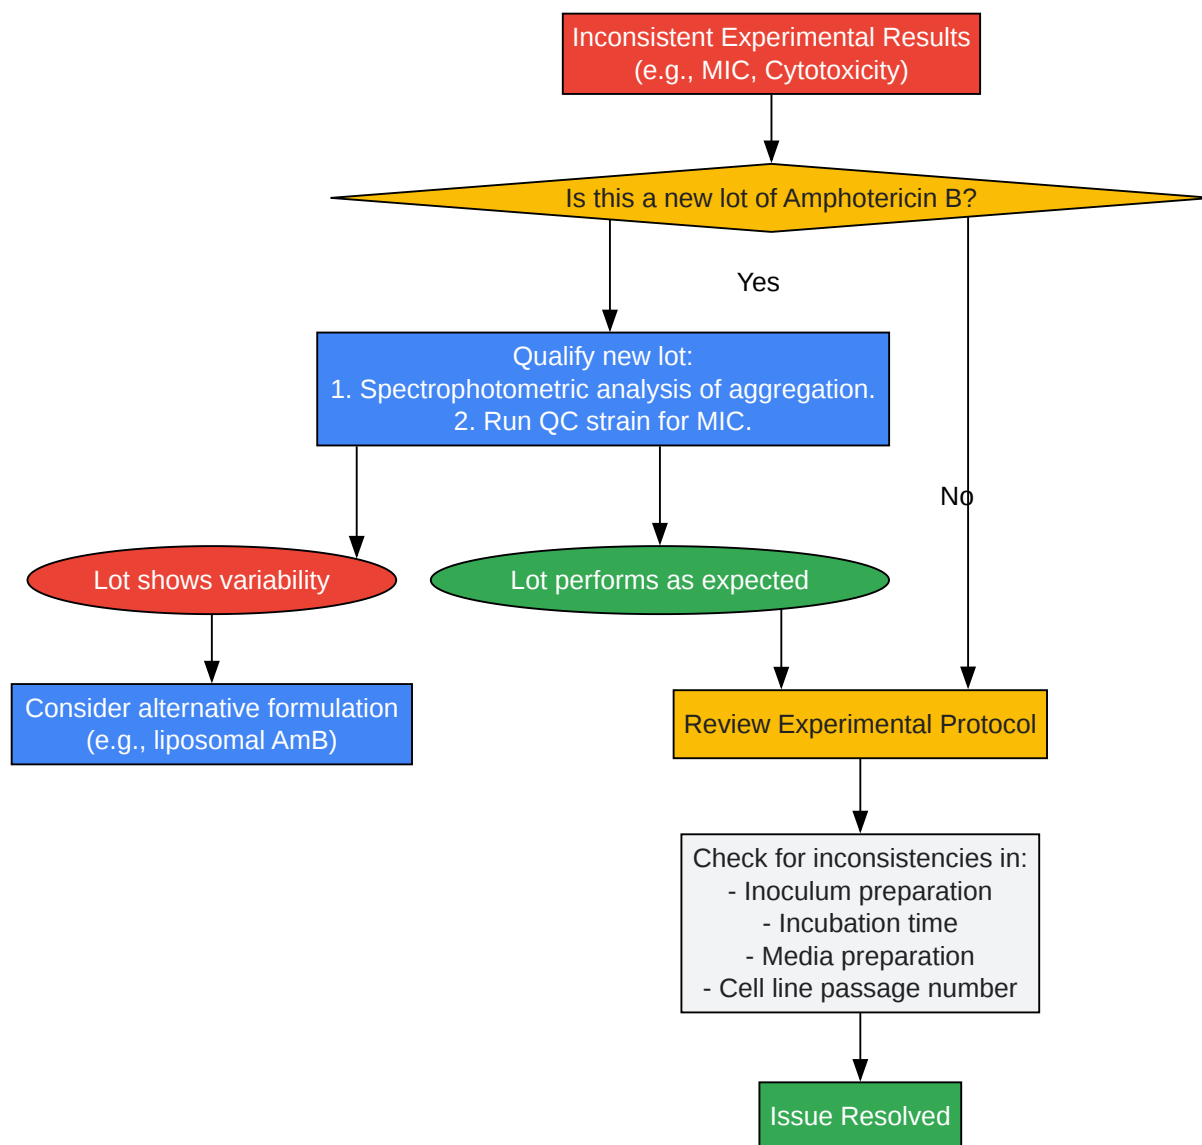 Inconsistent Experimental Results
(e.g., MIC, Cytotoxicity)
Is this a new lot of Amphotericin B?
Yes
Qualify new lot:
1. Spectrophotometric analysis of aggregation.
2. Run QC strain for MIC.
No
Lot shows variability
Lot performs as expected
Consider alternative formulation
(e.g., liposomal AmB)
Review Experimental Protocol
Check for inconsistencies in:
- Inoculum preparation
- Incubation time
- Media preparation
- Cell line passage number
Issue Resolved